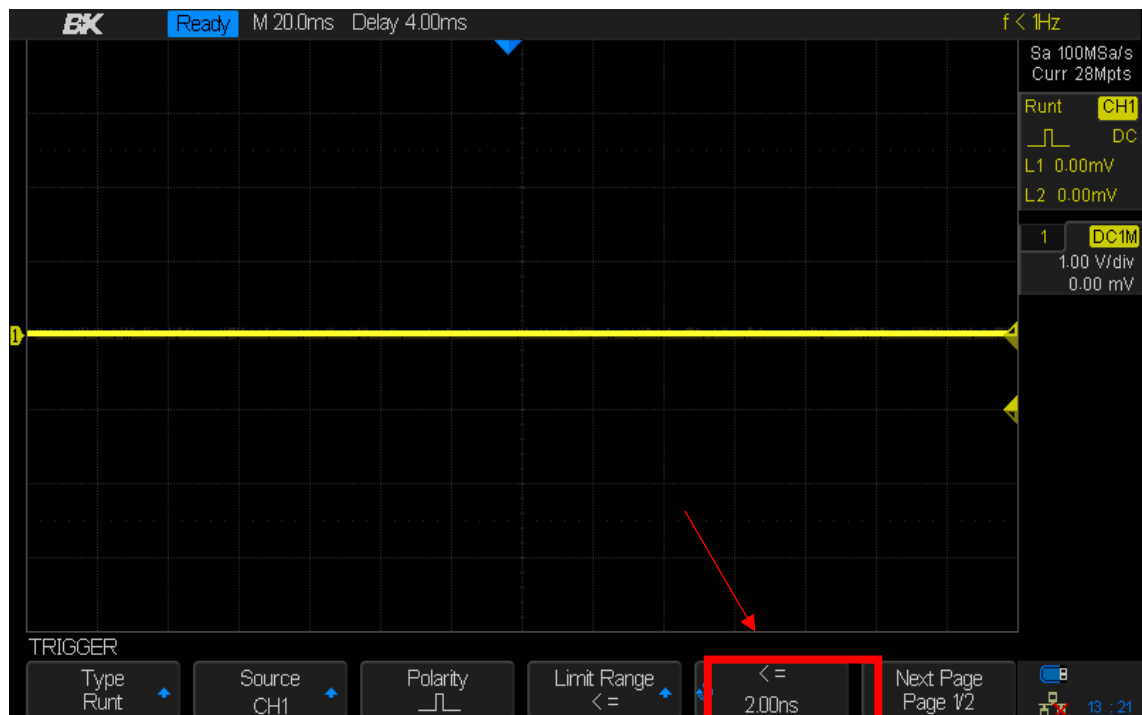 BK Ready M 20.0ms Delay 4.00ms f < 1Hz
Sa 100MSa/s
Curr 28Mpts
Runt CH1
DC
L1 0.00mV
L2 0.00mV
1 DC1M
1.00 V/div
0.00 mV
1
TRIGGER
Type
Runt
Source
CH1
Polarity
Limit Range
<=
<=
2.00ns
Next Page
Page 1/2
13 : 21